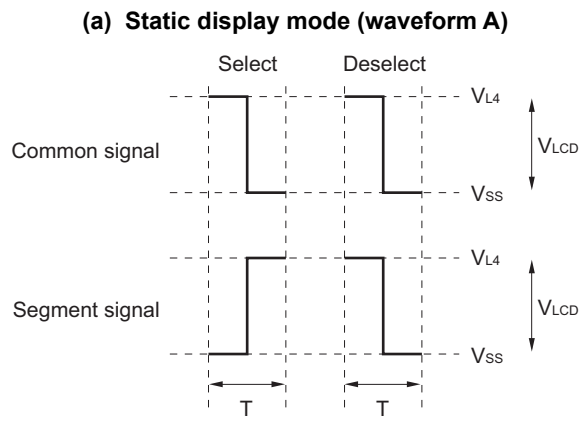 (a) Static display mode (waveform A)
Select Deselect
VL4
Common signal
VLCD
VSS
VL4
Segment signal
VLCD
VSS
T T